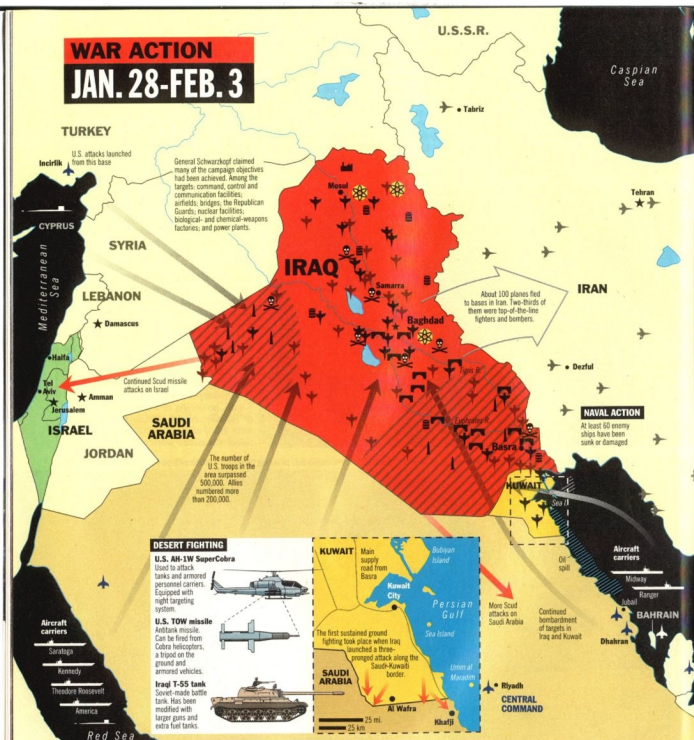 WAR ACTION
JAN. 28-FEB. 3
U.S.S.R.
Caspian
Sea
TURKEY
Incirlik
U.S. attacks launched
from this base
General Schwarzkopf claimed
many of the campaign objectives
had been achieved. Among the
targets: command, control and
communication facilities;
airfields; bridges; the Republican
Guards; nuclear facilities;
biological- and chemical-weapons
factories; and power plants.
Tabriz
Mosul
Tehran
CYPRUS
SYRIA
Mediterranean
Sea
IRAQ
LEBANON
Damascus
Samarra
Baghdad
About 100 planes fled
to bases in Iran. Two-thirds of
them were top-of-the-line
fighters and bombers.
IRAN
Haifa
Tel
Aviv
Jerusalem
Continued Scud missile
attacks on Israel
Amman
Tigris R.
Dezful
ISRAEL
JORDAN
SAUDI
ARABIA
Euphrates R.
Basra
NAVAL ACTION
At least 60 enemy
ships have been
sunk or damaged
The number of
U.S. troops in the
area surpassed
500,000. Allies
numbered more
than 200,000.
KUWAIT
Sea I.
Oil
spill
Aircraft
carriers
Midway
Ranger
Jubail
BAHRAIN
Dhahran
More Scud
attacks on
Saudi Arabia
Continued
bombardment
of targets in
Iraq and Kuwait
Riyadh
CENTRAL
COMMAND
DESERT FIGHTING
U.S. AH-1W SuperCobra
Used to attack
tanks and armored
personnel carriers.
Equipped with
night targeting
system.
U.S. TOW missile
Antitank missile.
Can be fired from
Cobra helicopters,
a tripod on the
ground and
armored vehicles.
Iraqi T-55 tank
Soviet-made battle
tank. Has been
modified with
larger guns and
extra fuel tanks.
KUWAIT
Main
supply
road from
Basra
Bubiyan
Island
Kuwait
City
Persian
Gulf
Sea Island
The first sustained ground
fighting took place when Iraq
launched a three-
pronged attack along the
Saudi-Kuwaiti
border.
Umm al
Maradim
SAUDI
ARABIA
Al Wafra
Khafji
25 mi.
25 km
Aircraft
carriers
Saratoga
Kennedy
Theodore Roosevelt
America
Red Sea